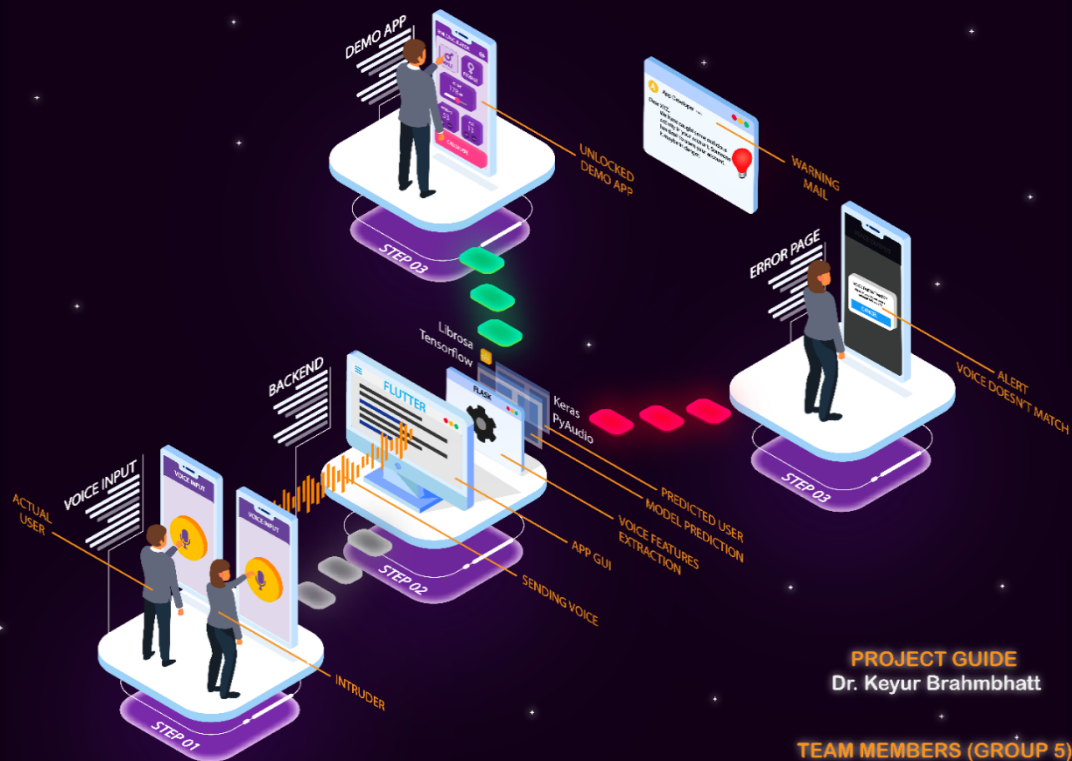 DEMO APP
UNLOCKED
DEMO APP
STEP 03
App Developer
WARNING
MAIL
ERROR PAGE
ALERT
VOICE DOESN'T MATCH
STEP 03
Librosa
Tensorflow
BACKEND
FLUTTER
FLASK
Keras
PyAudio
PREDICTED USER
MODEL PREDICTION
VOICE FEATURES
EXTRACTION
APP GUI
SENDING VOICE
STEP 02
VOICE INPUT
VOICE INPUT
VOICE INPUT
ACTUAL
USER
INTRUDER
STEP 01
PROJECT GUIDE
Dr. Keyur Brahmbhatt
TEAM MEMBERS (GROUP 5)